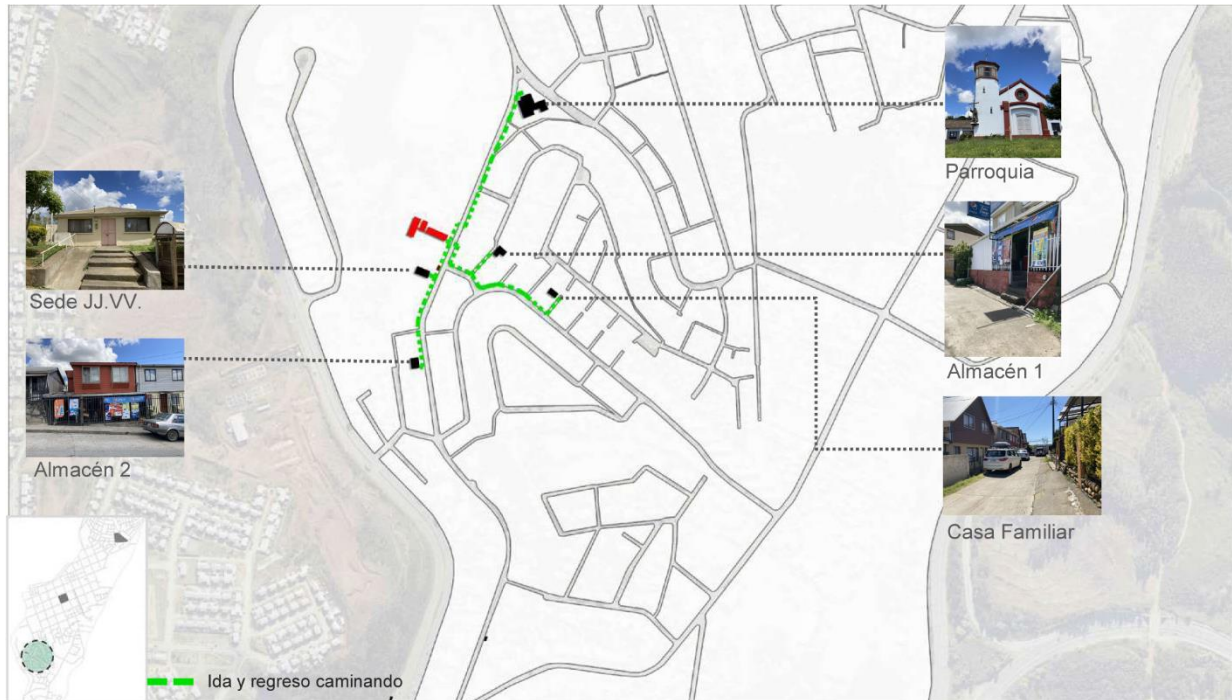 Parroquia
Sede JJ.VV.
Almacén 1
Almacén 2
Casa Familiar
Ida y regreso caminando